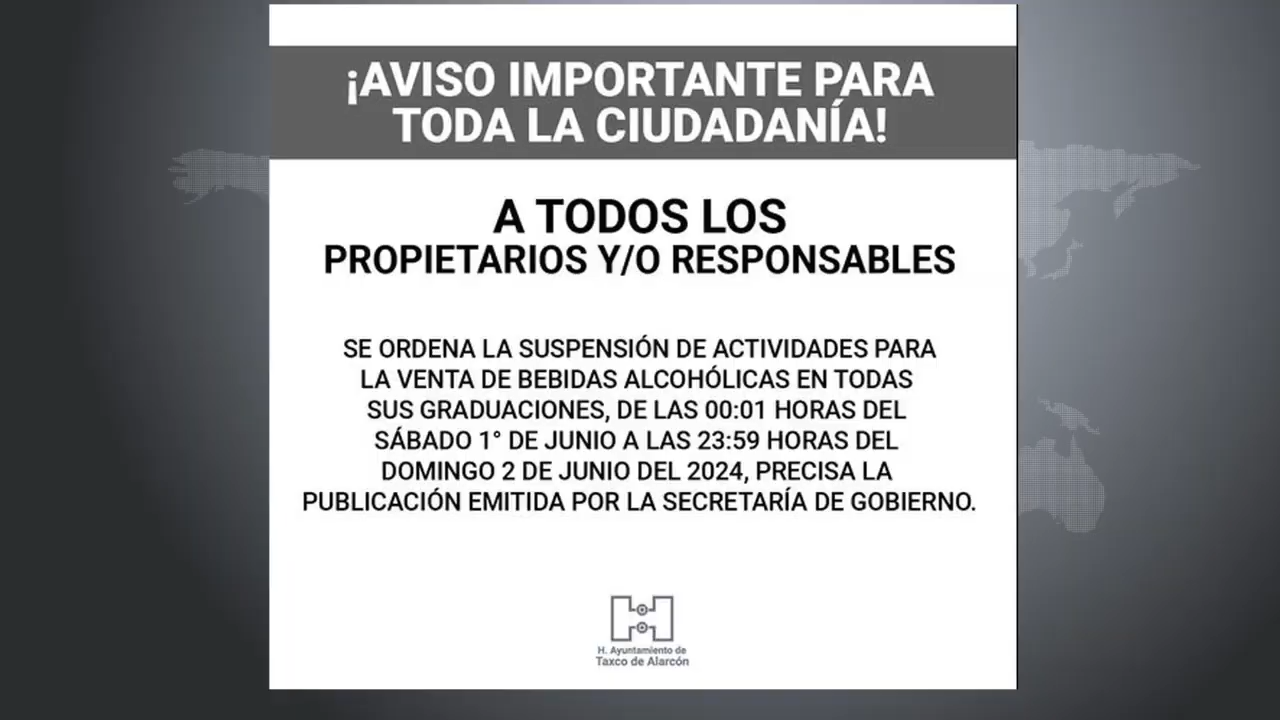 ¡AVISO IMPORTANTE PARA
TODA LA CIUDADANÍA!
A TODOS LOS
PROPIETARIOS Y/O RESPONSABLES
SE ORDENA LA SUSPENSIÓN DE ACTIVIDADES PARA
LA VENTA DE BEBIDAS ALCOHÓLICAS EN TODAS
SUS GRADUACIONES, DE LAS 00:01 HORAS DEL
SÁBADO 1° DE JUNIO A LAS 23:59 HORAS DEL
DOMINGO 2 DE JUNIO DEL 2024, PRECISA LA
PUBLICACIÓN EMITIDA POR LA SECRETARÍA DE GOBIERNO.
H. Ayuntamiento de
Taxco de Alarcón